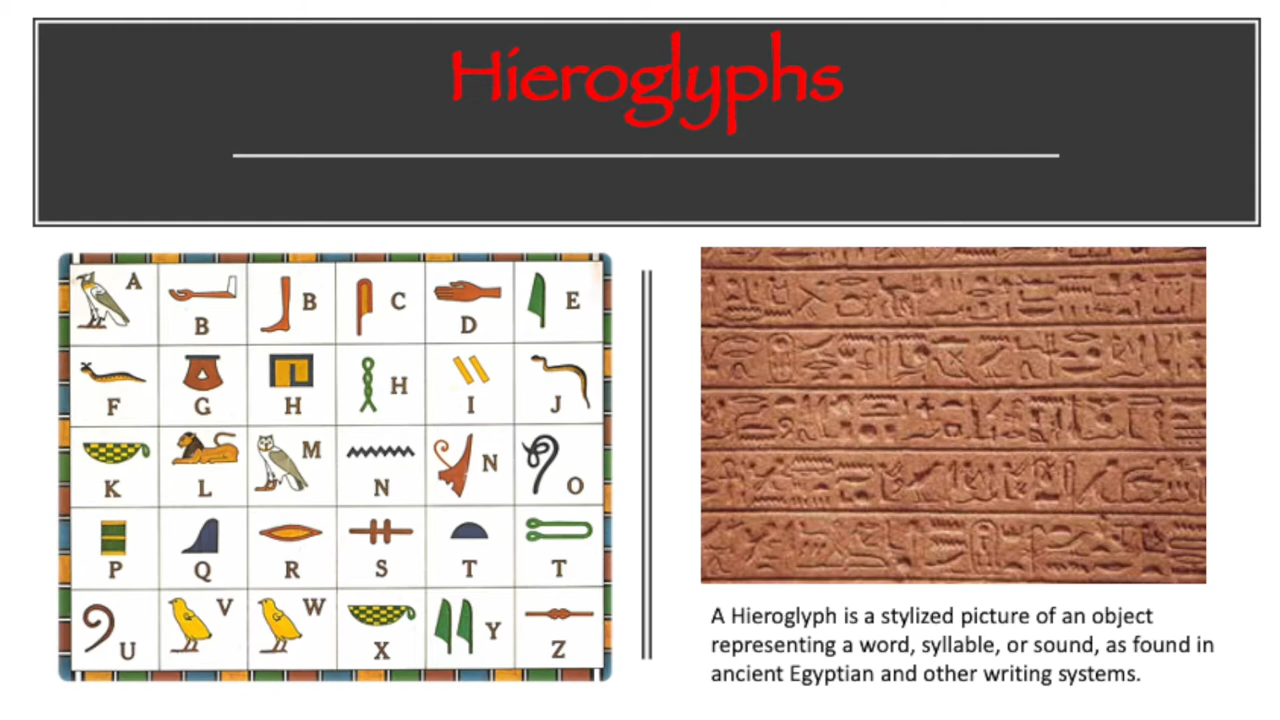 Hieroglyphs
A
B
B
C
D
E
F
G
H
H
I
J
K
L
M
N
N
O
P
Q
R
S
T
T
U
V
W
X
Y
Z
A Hieroglyph is a stylized picture of an object
representing a word, syllable, or sound, as found in
ancient Egyptian and other writing systems.